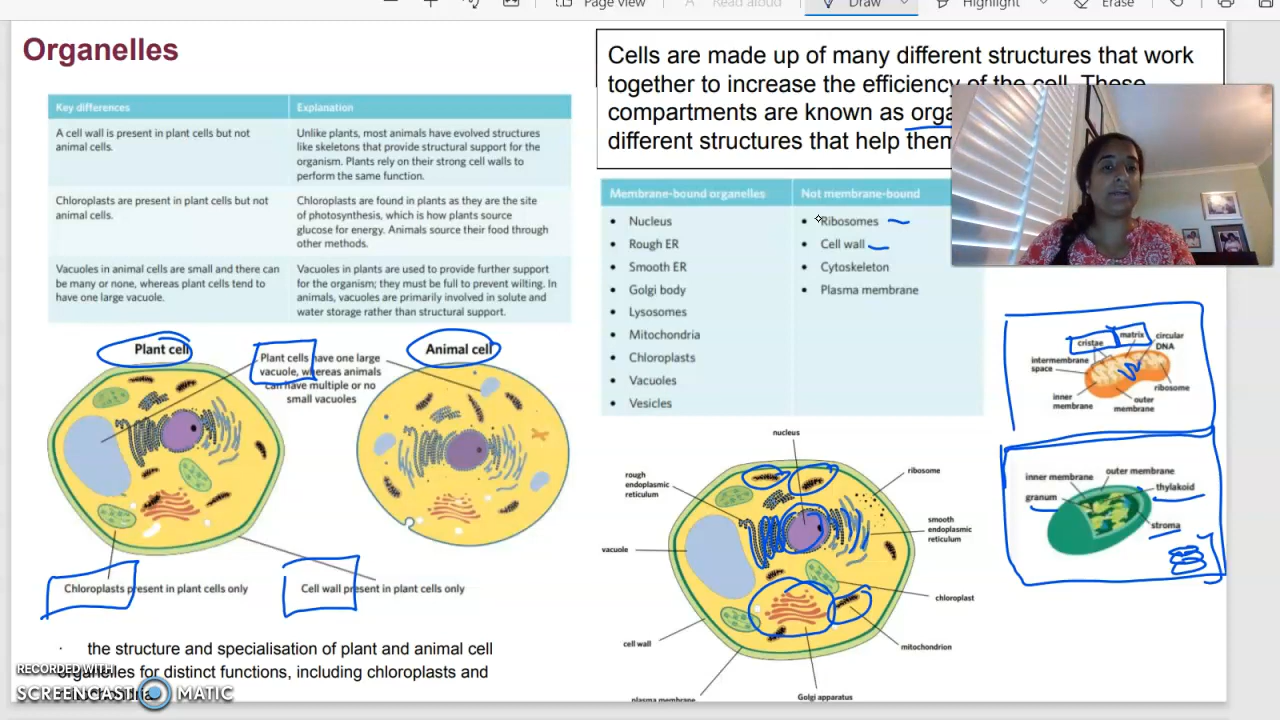 Page view
Read aloud
Draw
Highlight
Erase
Organelles
Key differences
Explanation
A cell wall is present in plant cells but not
animal cells.
Unlike plants, most animals have evolved structures
like skeletons that provide structural support for the
organism. Plants rely on their strong cell walls to
perform the same function.
Chloroplasts are present in plant cells but not
animal cells.
Chloroplasts are found in plants as they are the site
of photosynthesis, which is how plants source
glucose for energy. Animals source their food through
other methods.
Vacuoles in animal cells are small and there can
be many or none, whereas plant cells tend to
have one large vacuole.
Vacuoles in plants are used to provide further support
for the organism; they must be full to prevent wilting. In
animals, vacuoles are primarily involved in solute and
water storage rather than structural support.
Plant cell
Plant cells have one large
vacuole, whereas animals
can have multiple or no
small vacuoles
Animal cell
Chloroplasts present in plant cells only
Cell wall present in plant cells only
· the structure and specialisation of plant and animal cell
organelles for distinct functions, including chloroplasts and
RECORDED WITH
SCREENCAST MATIC
Cells are made up of many different structures that work
together to increase the efficiency of the cell. These
compartments are known as orga
different structures that help them
Membrane-bound organelles
Not membrane-bound
• Nucleus
• Rough ER
• Smooth ER
• Golgi body
• Lysosomes
• Mitochondria
• Chloroplasts
• Vacuoles
• Vesicles
• Ribosomes
• Cell wall
• Cytoskeleton
• Plasma membrane
cristae
matrix
circular
DNA
intermembrane
space
ribosome
inner
membrane
outer
membrane
inner membrane
outer membrane
thylakoid
granum
stroma
nucleus
rough
endoplasmic
reticulum
ribosome
smooth
endoplasmic
reticulum
vacuole
chloroplast
cell wall
mitochondrion
plasma membrane
Golgi apparatus